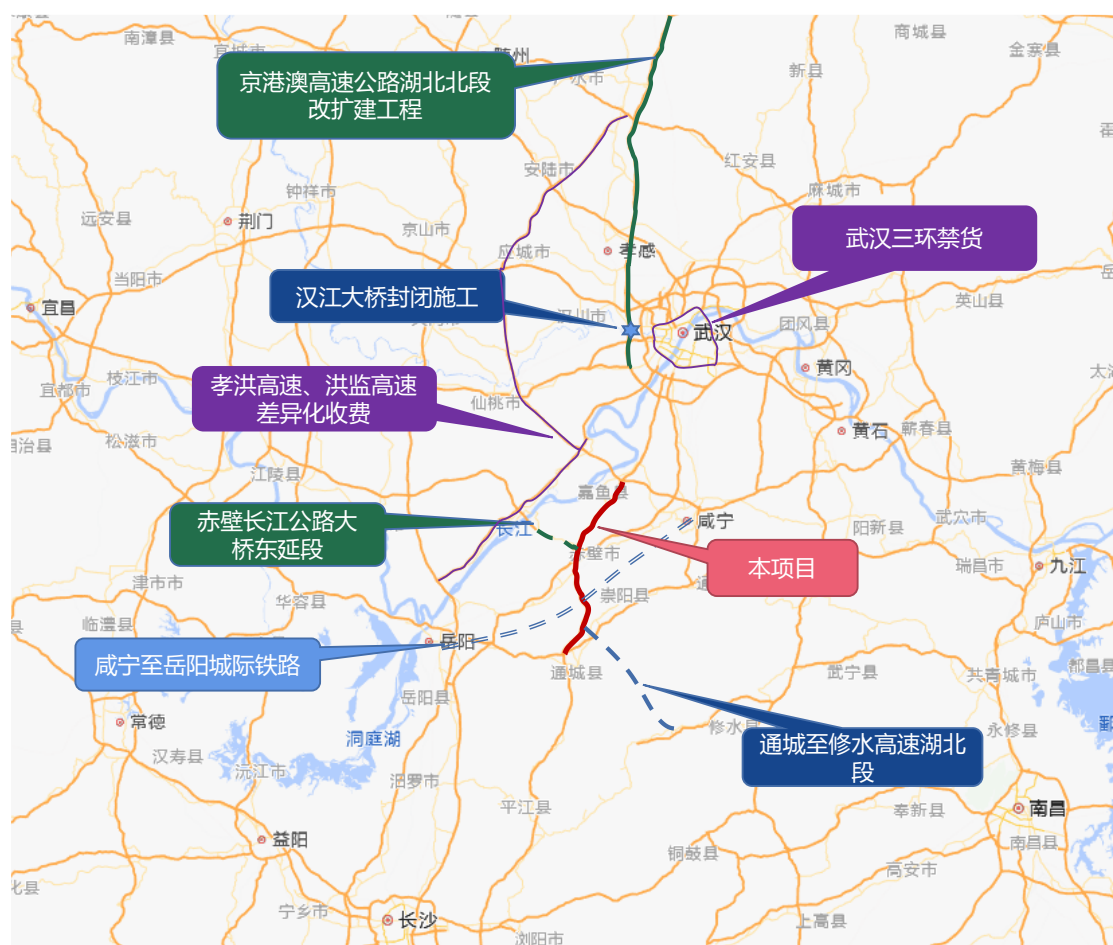 南漳县
宜城市
随州
商城县
金寨县
新县
京港澳高速公路湖北北段
改扩建工程
安陆市
红安县
麻城市
钟祥市
远安县
荆门
京山市
应城市
孝感
武汉三环禁货
当阳市
宜昌
汉江大桥封闭施工
汉川市
武汉
团风县
英山县
黄冈
枝江市
宜都市
孝洪高速、洪监高速
差异化收费
仙桃市
松滋市
黄石
蕲春县
江陵县
黄梅县
嘉鱼县
赤壁长江公路大
桥东延段
长江
咸宁
阳新县
武穴市
赤壁市
本项目
瑞昌市
九江
津市市
华容县
崇阳县
临澧县
庐山市
咸宁至岳阳城际铁路
岳阳
通城县
武宁县
共青城市
都昌县
岳阳县
常德
洞庭湖
修水县
永修县
汉寿县
沅江市
汨罗市
通城至修水高速湖北
段
平江县
奉新县
南昌
益阳
南昌县
铜鼓县
高安市
宁乡市
长沙
浏阳市
上高县